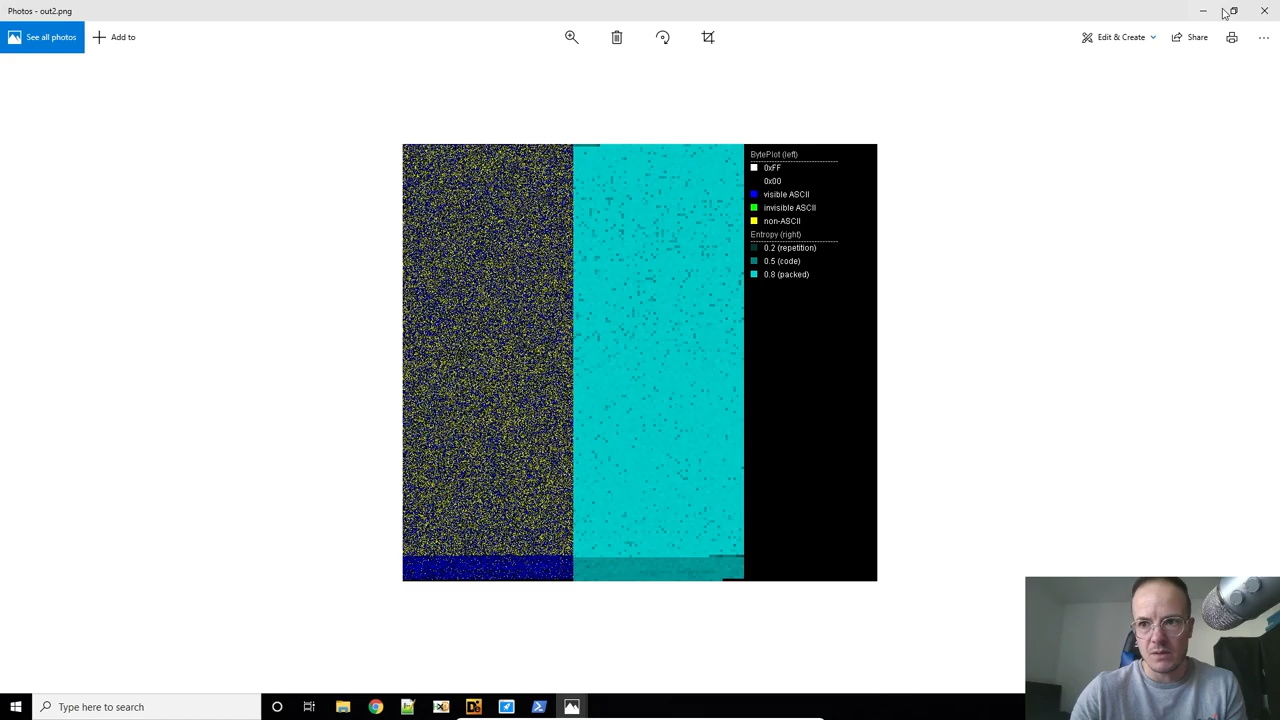 Photos - out2.png
See all photos
Add to
Edit & Create
Share
BytePlot (left)
0xFF
0x00
visible ASCII
invisible ASCII
non-ASCII
Entropy (right)
0.2 (repetition)
0.5 (code)
0.8 (packed)
Type here to search